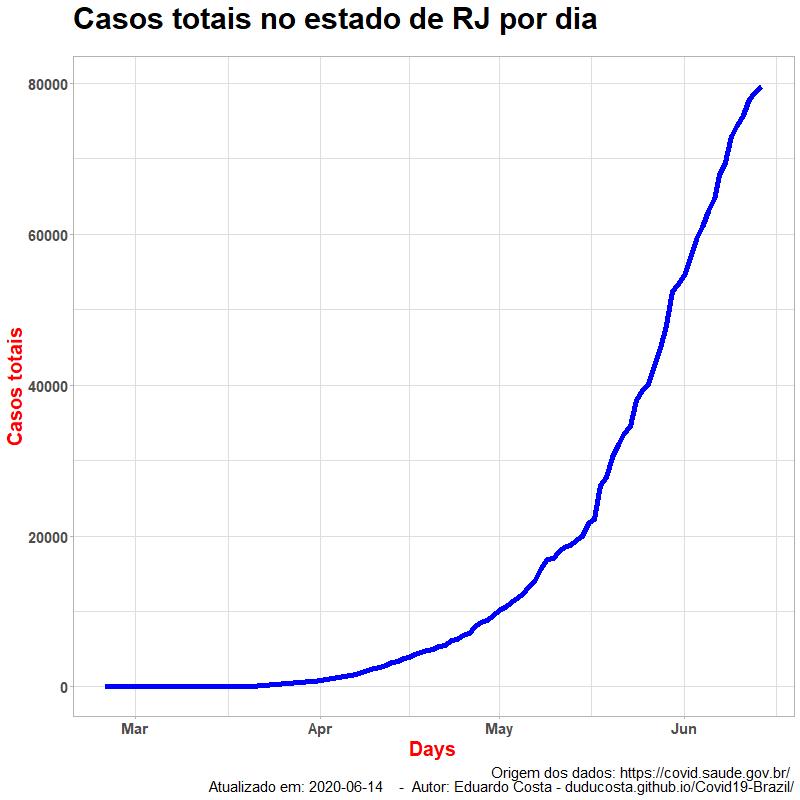 Casos totais no estado de RJ por dia
80000
60000
40000
20000
0
Casos totais
Mar Apr May Jun
Days
Origem dos dados: https://covid.saude.gov.br/
Atualizado em: 2020-06-14 - Autor: Eduardo Costa - duducosta.github.io/Covid19-Brazil/